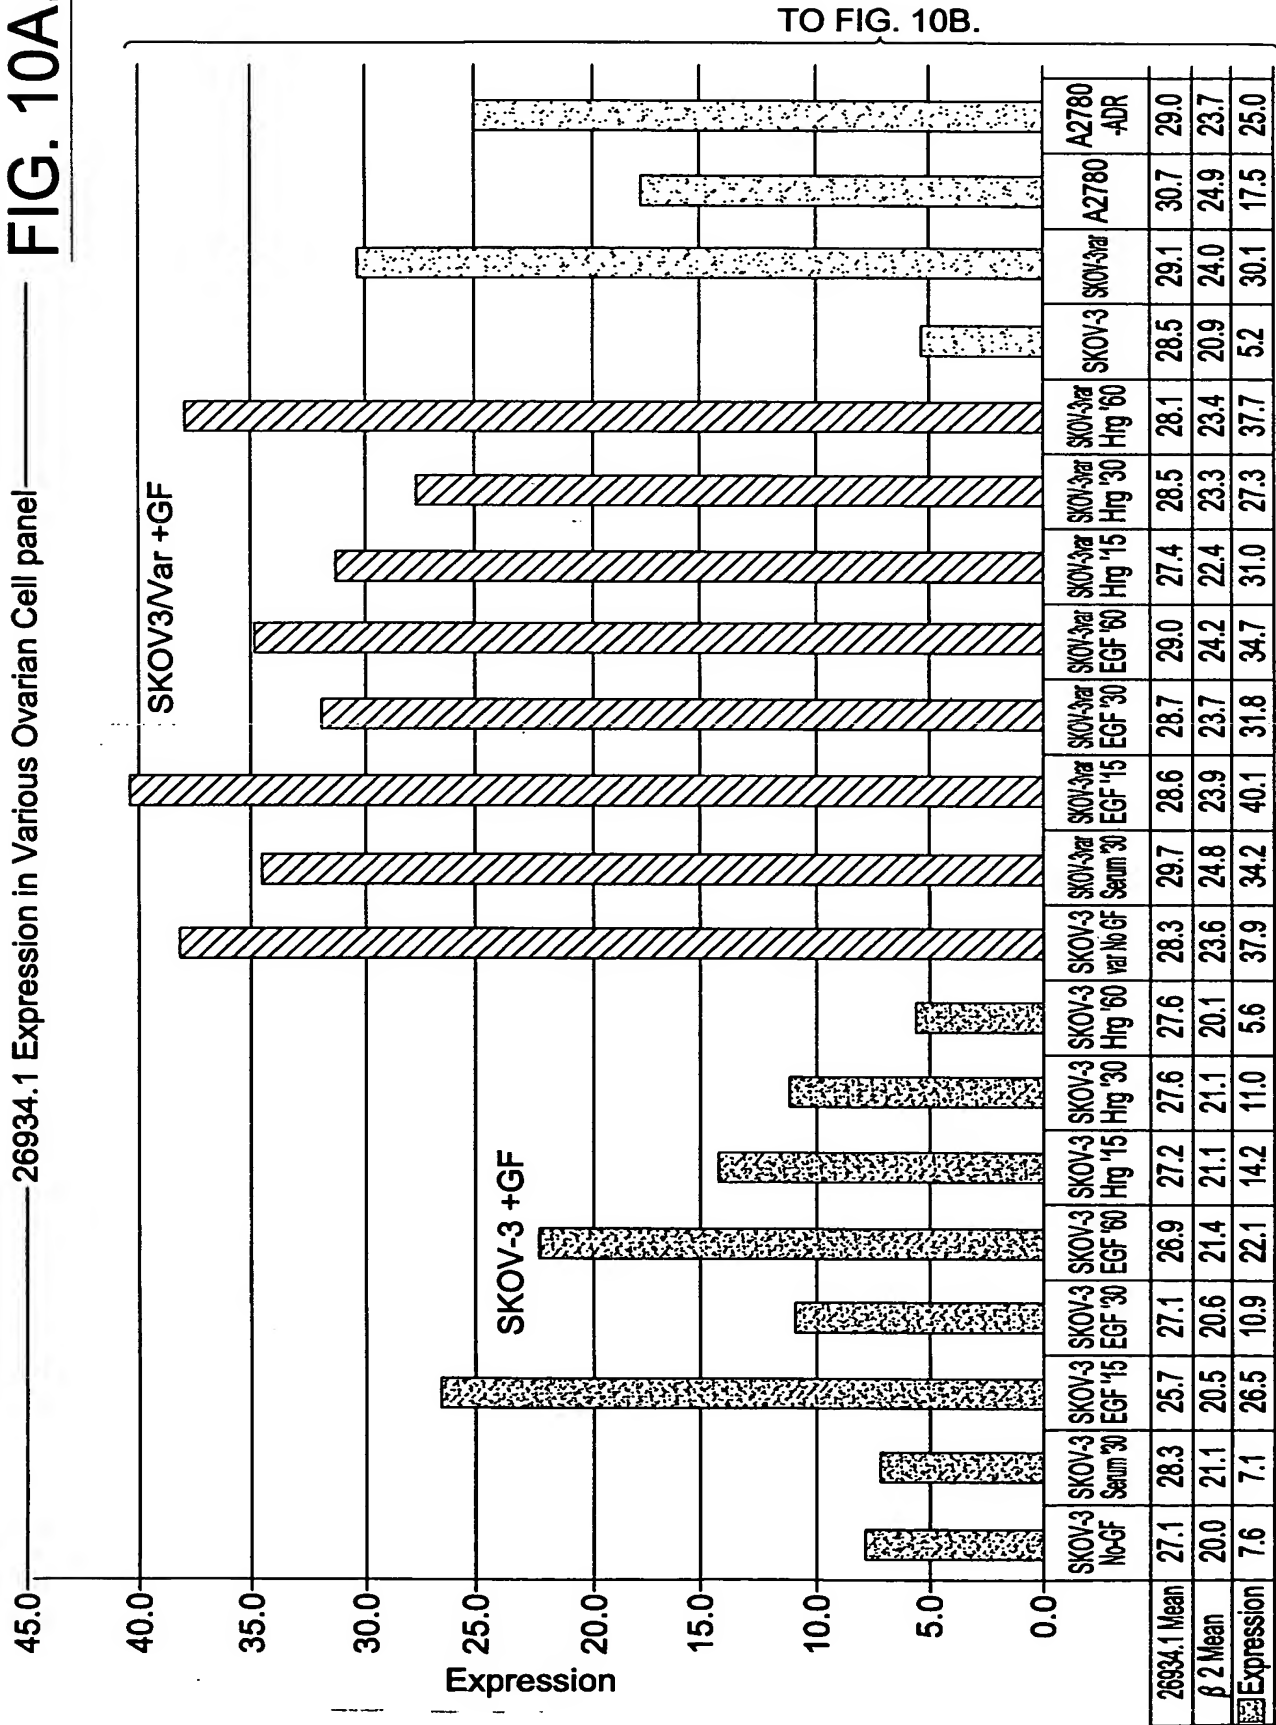 FIG. 10A.
26934.1 Expression in Various Ovarian Cell panel
TO FIG. 10B.
SKOV-3 +GF
SKOV3/Var +GF
Expression
45.0
40.0
35.0
30.0
25.0
20.0
15.0
10.0
5.0
0.0
SKOV-3 No-GF SKOV-3 Serum '30 SKOV-3 EGF '15 SKOV-3 EGF '30 SKOV-3 EGF '60 SKOV-3 Hrg '15 SKOV-3 Hrg '30 SKOV-3 Hrg '60 SKOV-3 var No GF SKOV-3var Serum '30 SKOV-3var EGF '15 SKOV-3var EGF '30 SKOV-3var EGF '60 SKOV-3var Hrg '15 SKOV-3var Hrg '30 SKOV-3var Hrg '60 SKOV-3 SKOV-3var A2780 A2780 -ADR
26934.1 Mean 27.1 28.3 25.7 27.1 26.9 27.2 27.6 27.6 28.3 29.7 28.6 28.7 29.0 27.4 28.5 28.1 28.5 29.1 30.7 29.0
β 2 Mean 20.0 21.1 20.5 20.6 21.4 21.1 21.1 20.1 23.6 24.8 23.9 23.7 24.2 22.4 23.3 23.4 20.9 24.0 24.9 23.7
Expression 7.6 7.1 26.5 10.9 22.1 14.2 11.0 5.6 37.9 34.2 40.1 31.8 34.7 31.0 27.3 37.7 5.2 30.1 17.5 25.0